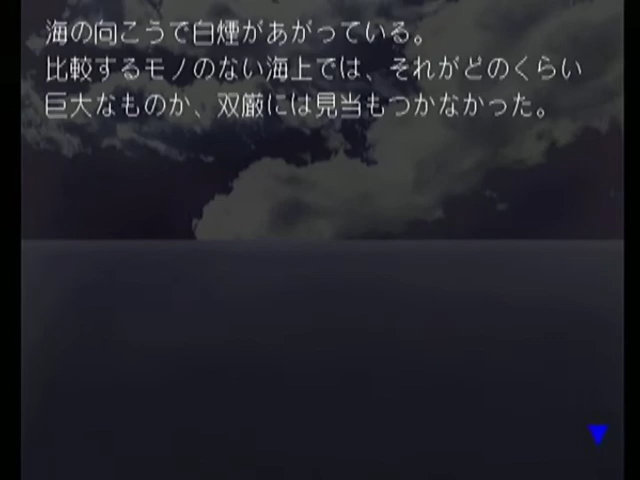 海の向こうで白煙があがっている。
比較するモノのない海上では、それがどのくらい
巨大なものか、双厳には見当もつかなかった。